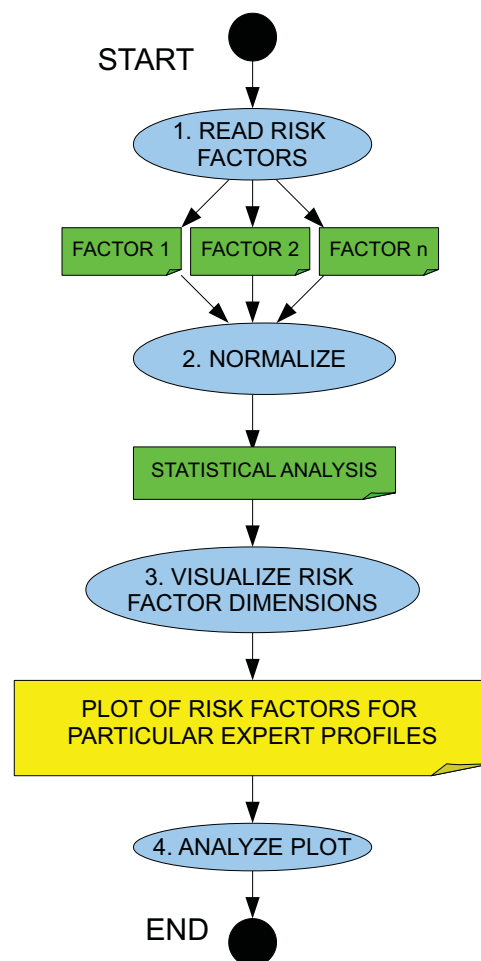 START
1. READ RISK
FACTORS
FACTOR 1
FACTOR 2
FACTOR n
2. NORMALIZE
STATISTICAL ANALYSIS
3. VISUALIZE RISK
FACTOR DIMENSIONS
PLOT OF RISK FACTORS FOR
PARTICULAR EXPERT PROFILES
4. ANALYZE PLOT
END